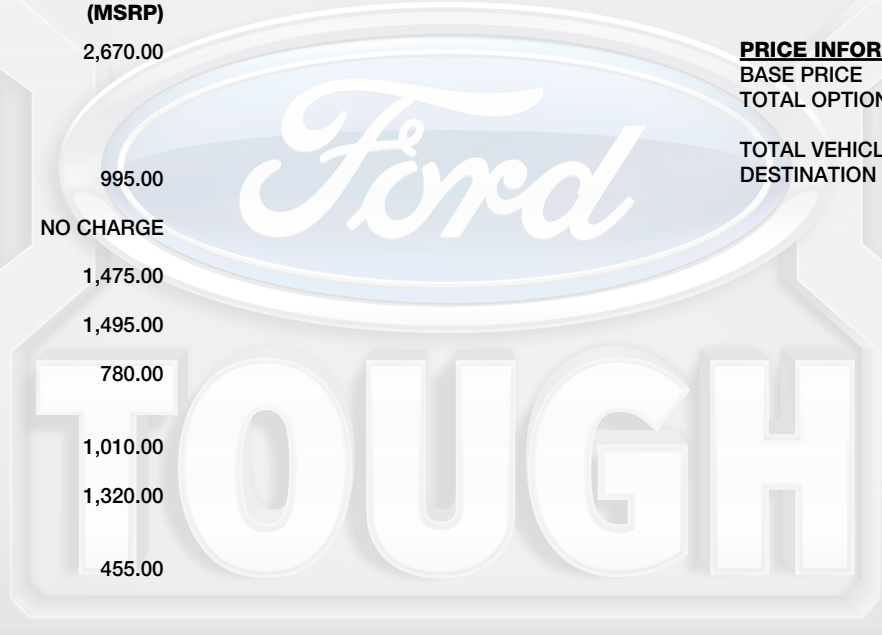 (MSRP)
2,670.00
995.00
NO CHARGE
1,475.00
1,495.00
780.00
1,010.00
1,320.00
455.00
PRICE INFOR
BASE PRICE
TOTAL OPTION
TOTAL VEHICL
DESTINATION
Ford
TOUGH